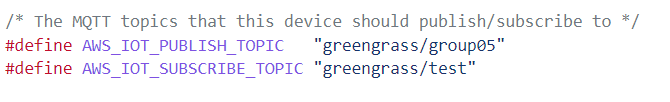 /* The MQTT topics that this device should publish/subscribe to */
#define AWS_IOT_PUBLISH_TOPIC   "greengrass/group05"
#define AWS_IOT_SUBSCRIBE_TOPIC "greengrass/test"